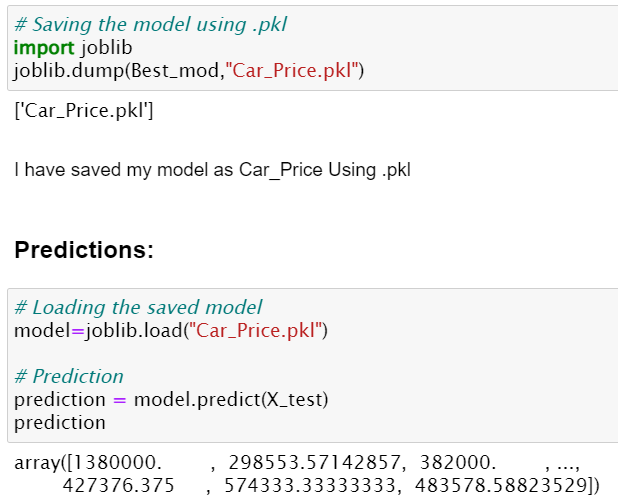 # Saving the model using .pkl
import joblib
joblib.dump(Best_mod,"Car_Price.pkl")
['Car_Price.pkl']
I have saved my model as Car_Price Using .pkl
Predictions:
# Loading the saved model
model=joblib.load("Car_Price.pkl")
# Prediction
prediction = model.predict(X_test)
prediction
array([1380000.        ,  298553.57142857,  382000.        , ...,
        427376.375     ,  574333.33333333,  483578.58823529])